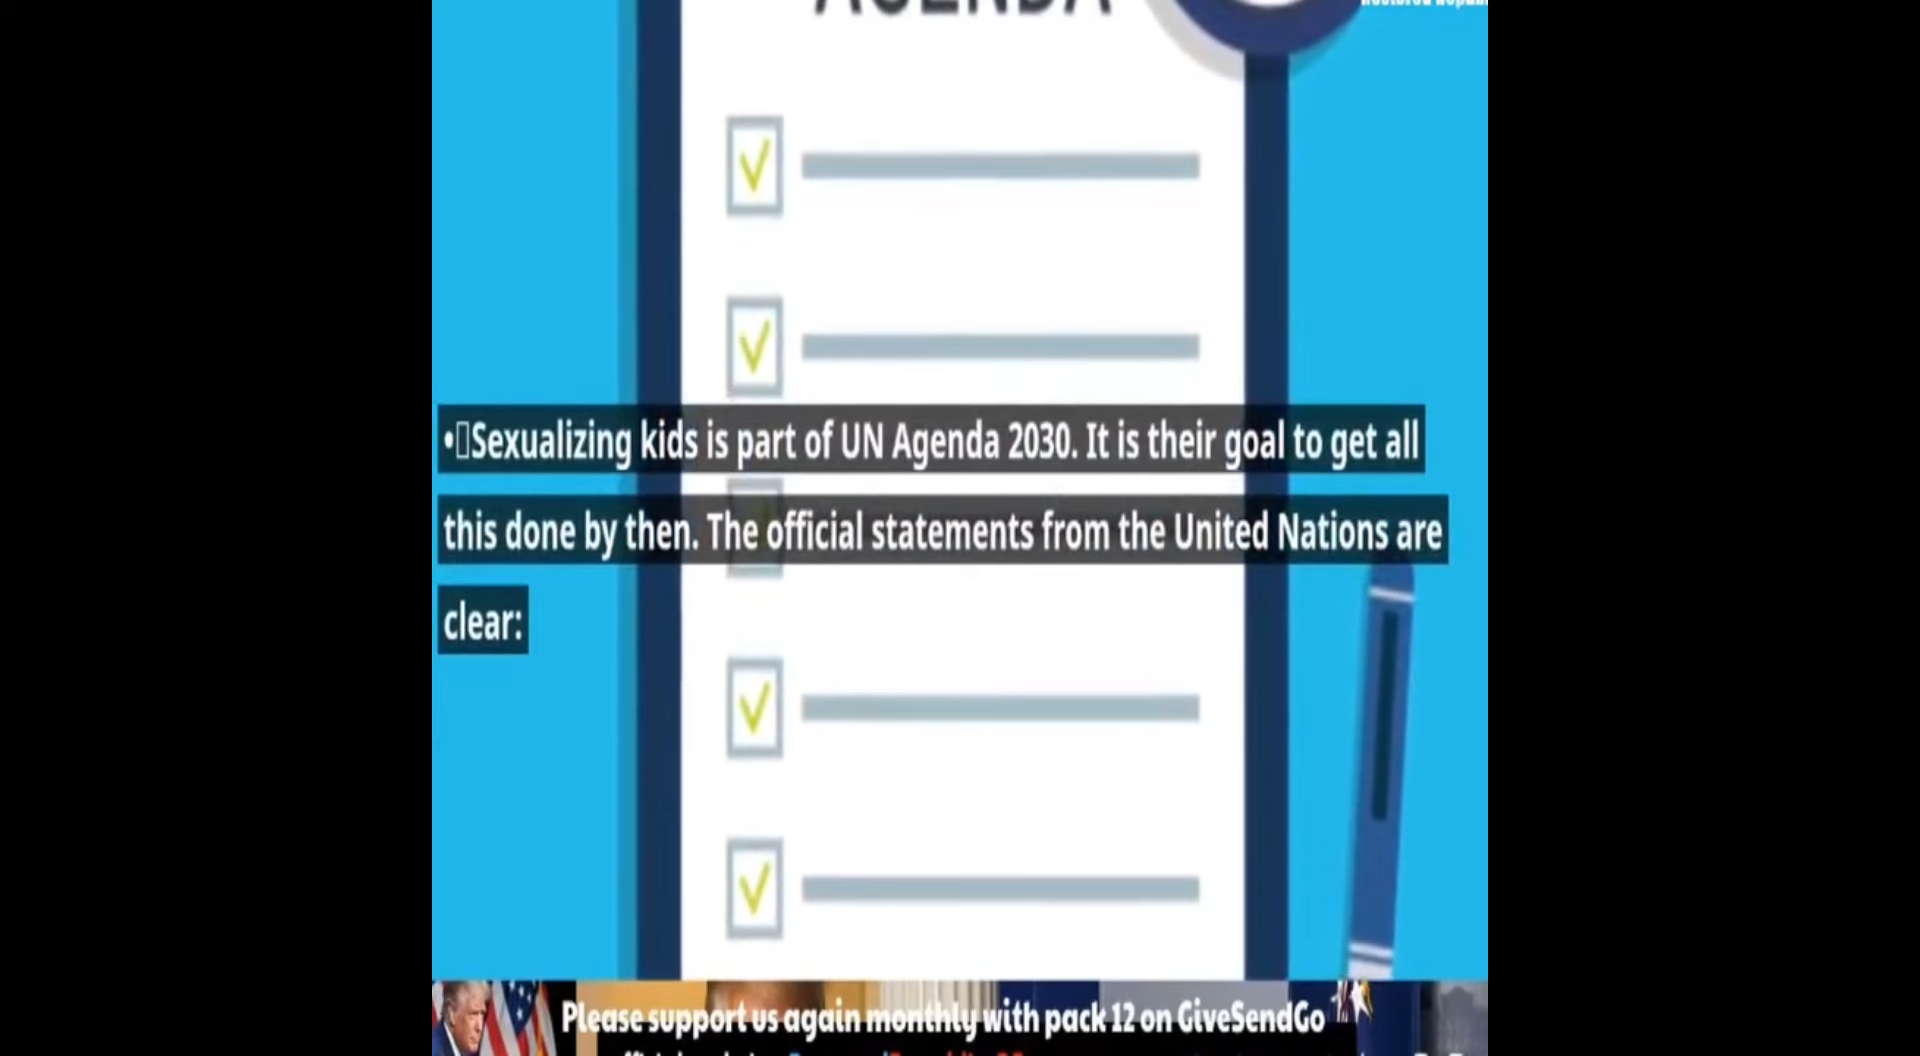 AGENDA
• Sexualizing kids is part of UN Agenda 2030. It is their goal to get all
this done by then. The official statements from the United Nations are
clear:
Please support us again monthly with pack 12 on GiveSendGo